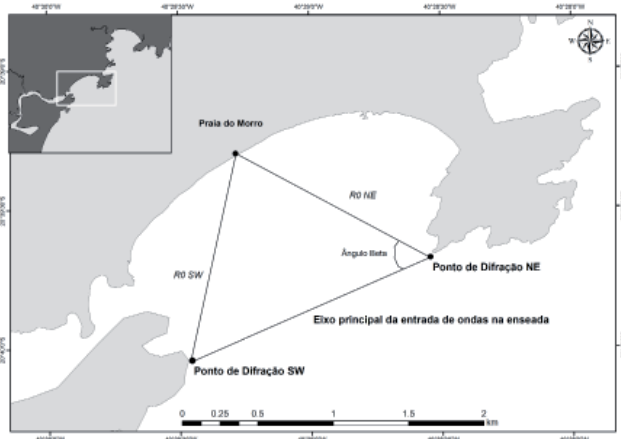 N
W E
S
Praia do Morro
R0 NE
Ângulo Beta
R0 SW
Ponto de Difração NE
Eixo principal da entrada de ondas na enseada
Ponto de Difração SW
0 0.25 0.5 1 1.5 2
km